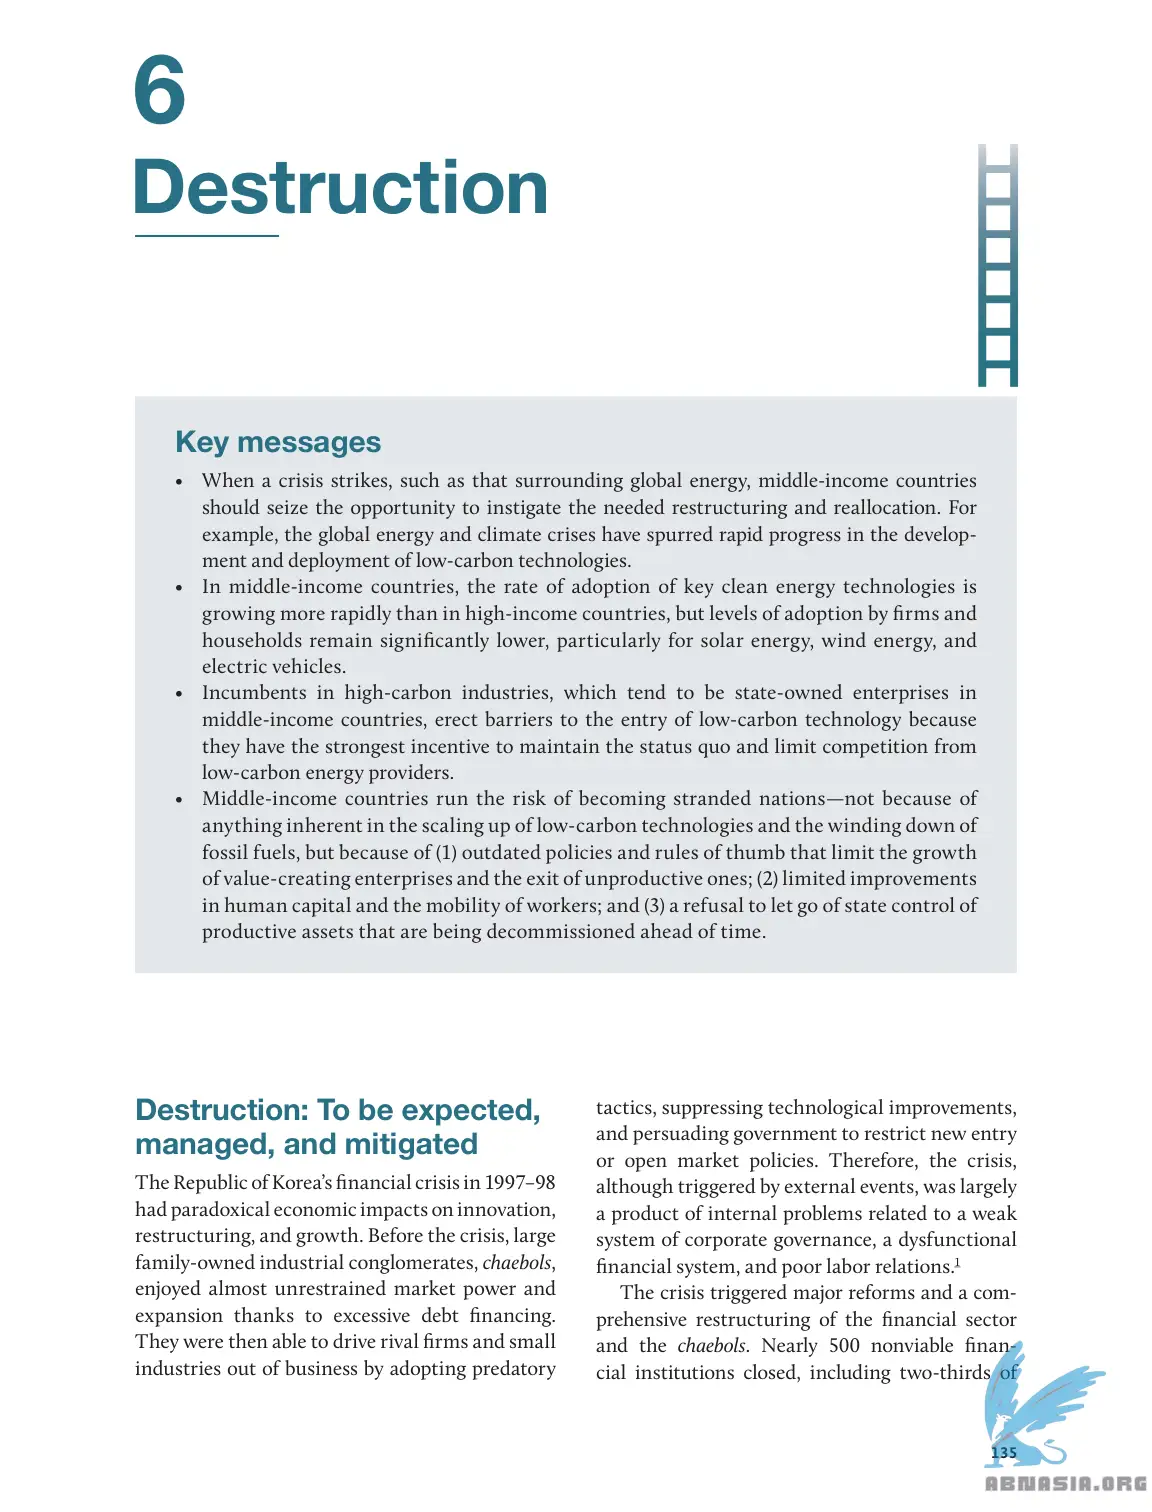 6
Destruction
Key messages
• When a crisis strikes, such as that surrounding global energy, middle-income countries
should seize the opportunity to instigate the needed restructuring and reallocation. For
example, the global energy and climate crises have spurred rapid progress in the develop-
ment and deployment of low-carbon technologies.
• In middle-income countries, the rate of adoption of key clean energy technologies is
growing more rapidly than in high-income countries, but levels of adoption by firms and
households remain significantly lower, particularly for solar energy, wind energy, and
electric vehicles.
• Incumbents in high-carbon industries, which tend to be state-owned enterprises in
middle-income countries, erect barriers to the entry of low-carbon technology because
they have the strongest incentive to maintain the status quo and limit competition from
low-carbon energy providers.
• Middle-income countries run the risk of becoming stranded nations—not because of
anything inherent in the scaling up of low-carbon technologies and the winding down of
fossil fuels, but because of (1) outdated policies and rules of thumb that limit the growth
of value-creating enterprises and the exit of unproductive ones; (2) limited improvements
in human capital and the mobility of workers; and (3) a refusal to let go of state control of
productive assets that are being decommissioned ahead of time.
Destruction: To be expected,
managed, and mitigated
The Republic of Korea's financial crisis in 1997–98
had paradoxical economic impacts on innovation,
restructuring, and growth. Before the crisis, large
family-owned industrial conglomerates, chaebols,
enjoyed almost unrestrained market power and
expansion thanks to excessive debt financing.
They were then able to drive rival firms and small
industries out of business by adopting predatory
tactics, suppressing technological improvements,
and persuading government to restrict new entry
or open market policies. Therefore, the crisis,
although triggered by external events, was largely
a product of internal problems related to a weak
system of corporate governance, a dysfunctional
financial system, and poor labor relations.1
The crisis triggered major reforms and a com-
prehensive restructuring of the financial sector
and the chaebols. Nearly 500 nonviable finan-
cial institutions closed, including two-thirds of
135
ABNASIA.ORG